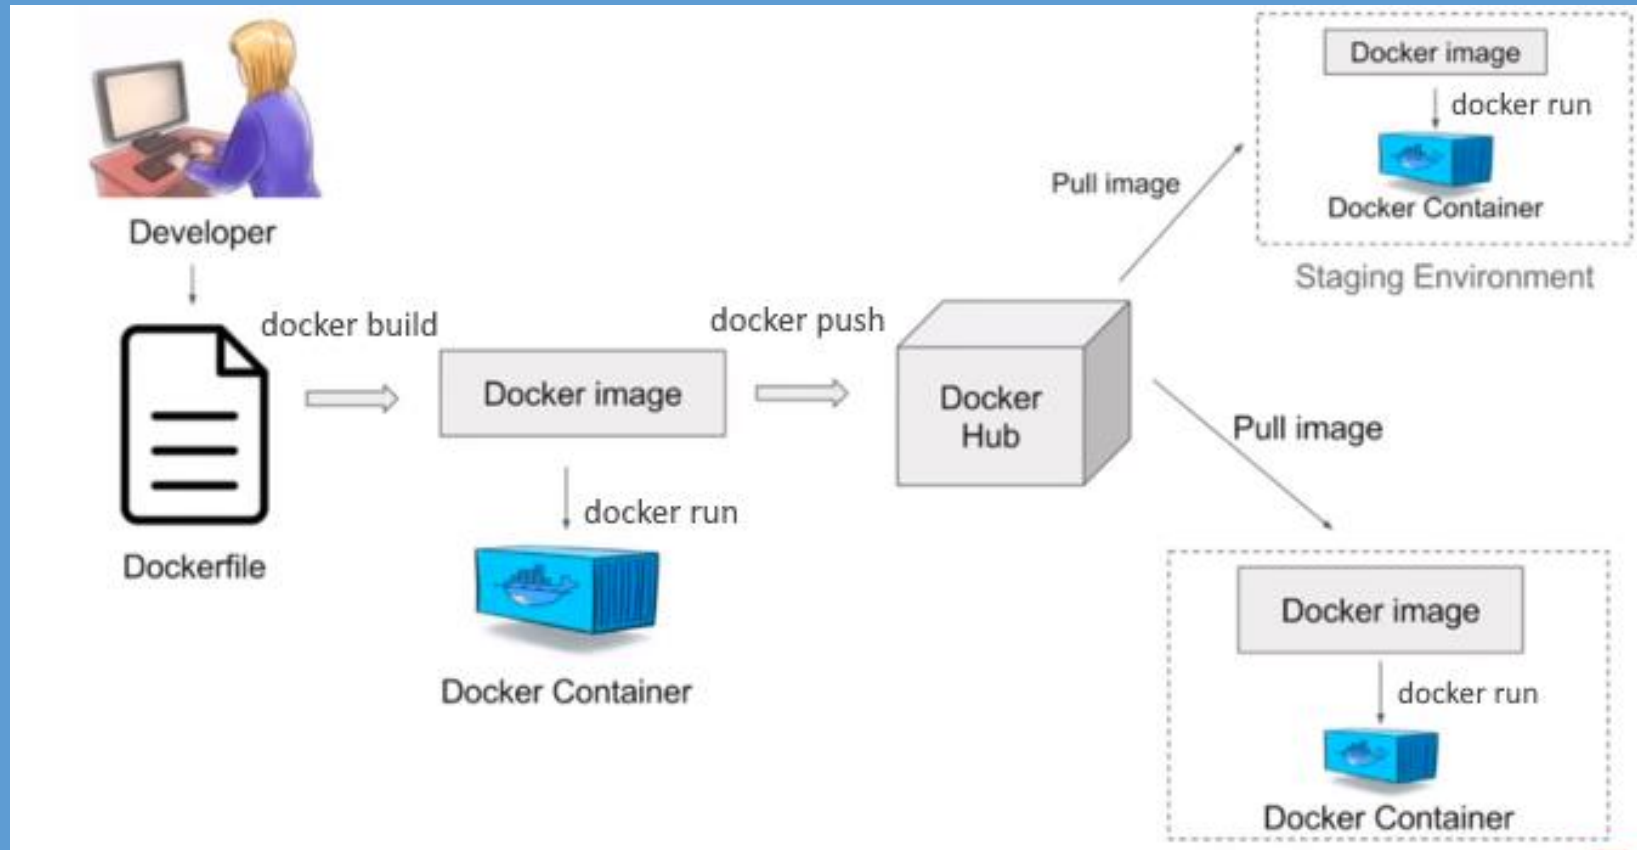 Developer
docker build
Dockerfile
Docker image
docker run
Docker Container
docker push
Docker
Hub
Pull image
Docker image
docker run
Docker Container
Staging Environment
Pull image
Docker image
docker run
Docker Container